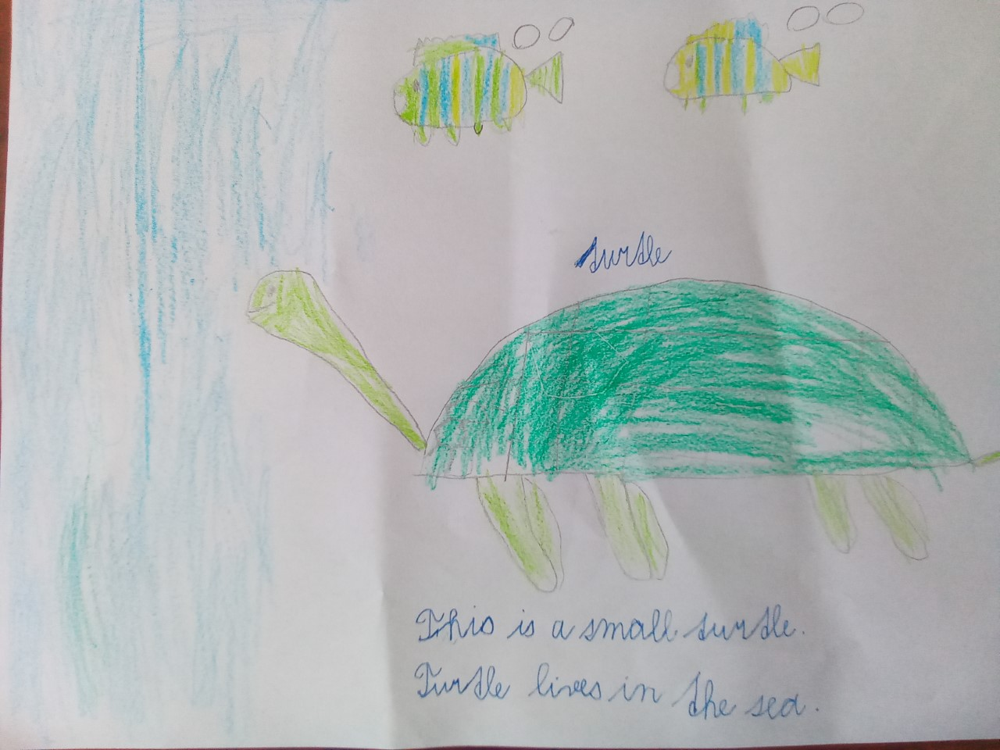 turtle
This is a small turtle.
Turtle lives in the sea.